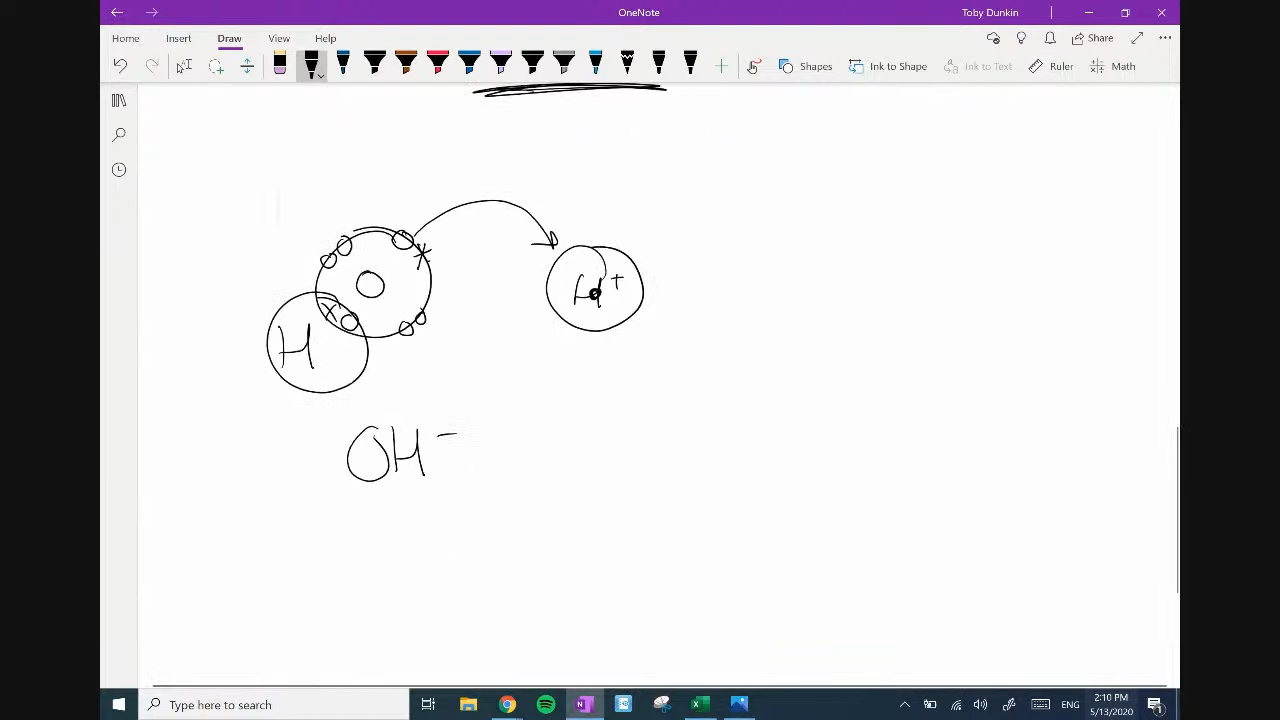 OneNote
Toby Dunkin
Home Insert Draw View Help
Share
Shapes Ink to Shape Ink to Text Ruler Math
H+
O
H
OH-
Type here to search
ENG
2:10 PM
5/13/2020
1